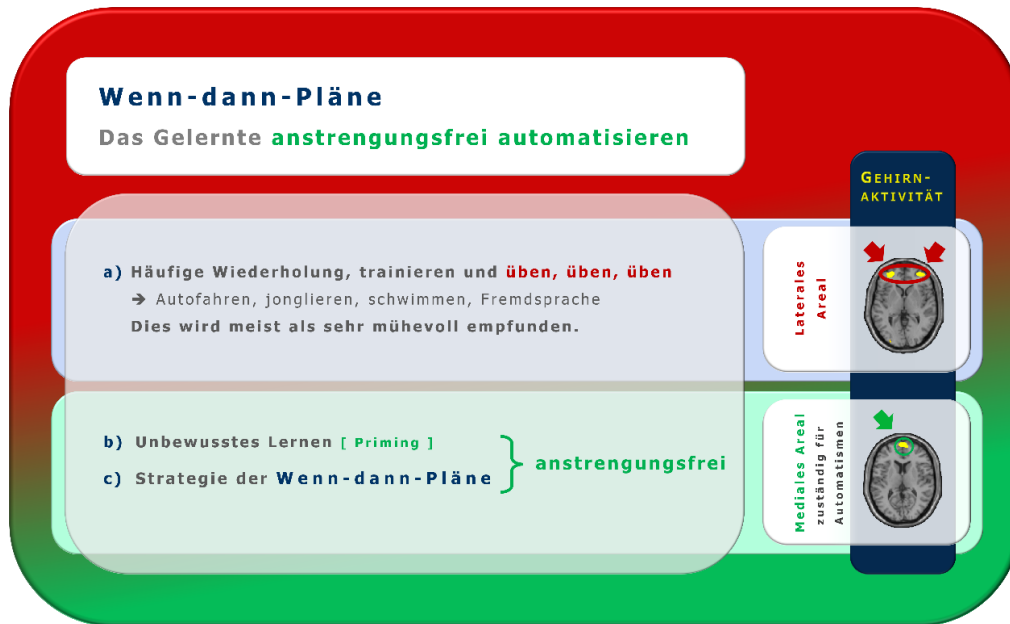 Wenn-dann-Pläne
Das Gelernte anstrengungsfrei automatisieren
GEHIRN-
AKTIVITÄT
a) Häufige Wiederholung, trainieren und üben, üben, üben
➔ Autofahren, jonglieren, schwimmen, Fremdsprache
Dies wird meist als sehr mühevoll empfunden.
Laterales
Areal
b) Unbewusstes Lernen [ Priming ]
c) Strategie der Wenn-dann-Pläne
anstrengungsfrei
Mediales Areal
zuständig für
Automatismen